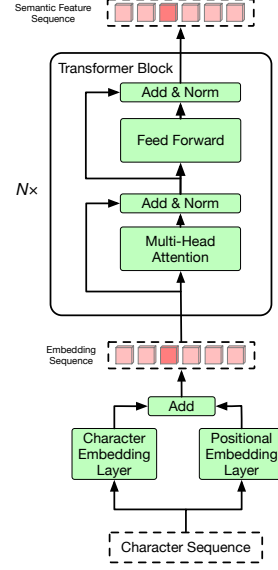 Semantic Feature
Sequence
Transformer Block
Add & Norm
Feed Forward
N×
Add & Norm
Multi-Head
Attention
Embedding
Sequence
Add
Character
Embedding
Layer
Positional
Embedding
Layer
Character Sequence